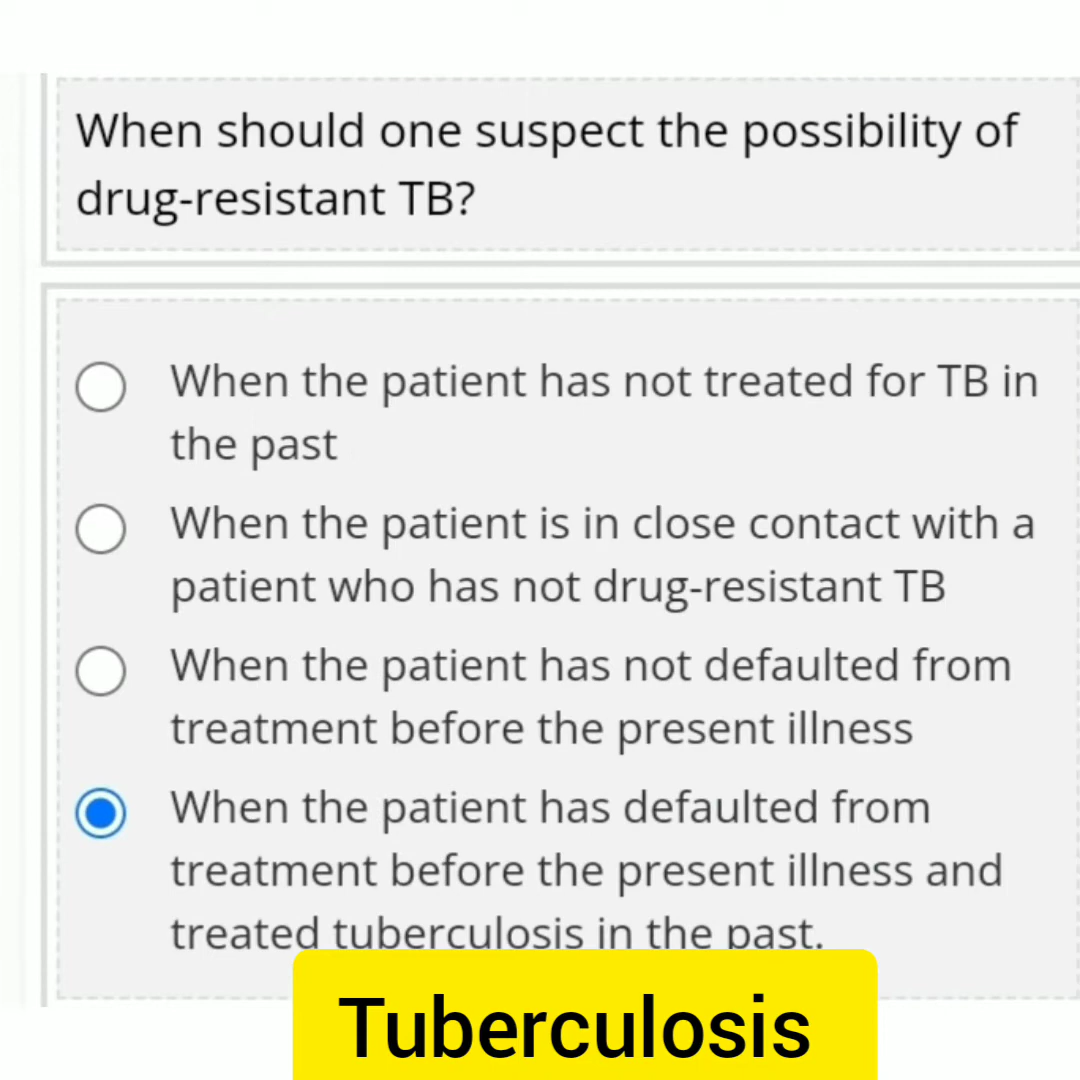 When should one suspect the possibility of
drug-resistant TB?
When the patient has not treated for TB in
the past
When the patient is in close contact with a
patient who has not drug-resistant TB
When the patient has not defaulted from
treatment before the present illness
When the patient has defaulted from
treatment before the present illness and
treated tuberculosis in the past.
Tuberculosis